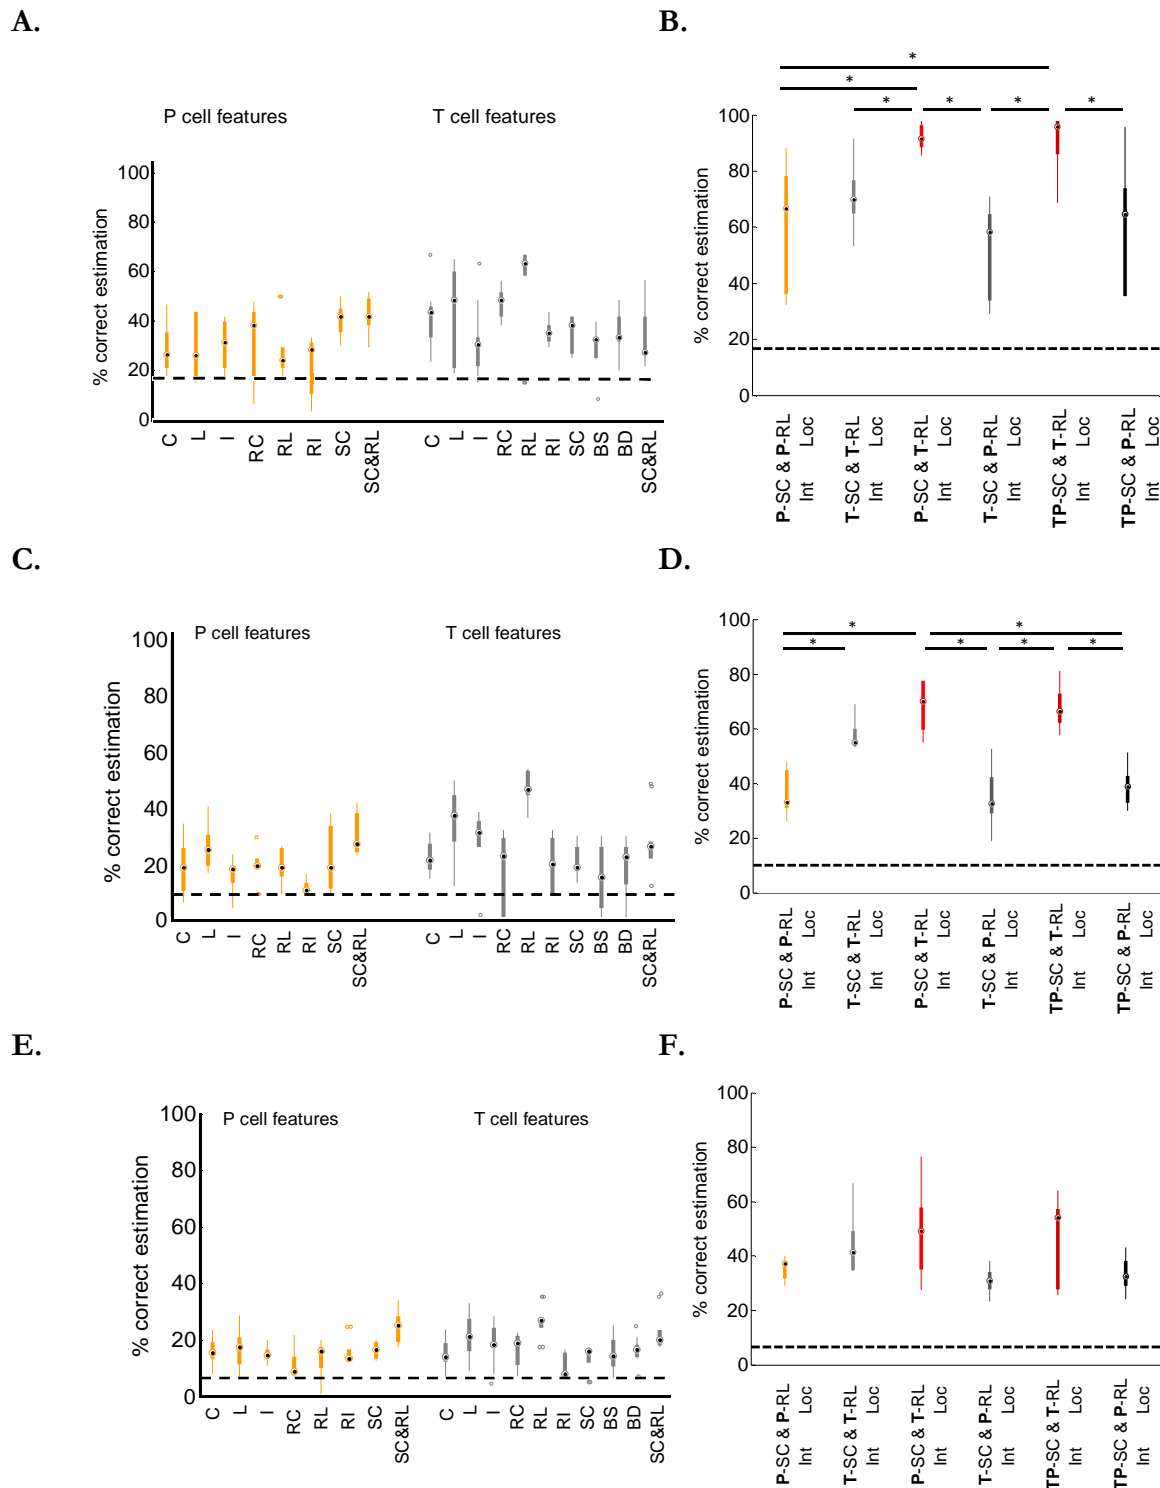 A.
P cell features
T cell features
% correct estimation
100
80
60
40
20
0
C
L
I
RC
RL
RI
SC
SC&RL
C
L
I
RC
RL
RI
SC
BS
BD
SC&RL
B.
*
*
* * * *
% correct estimation
100
80
60
40
20
0
P-SC & P-RL
Int Loc
T-SC & T-RL
Int Loc
P-SC & T-RL
Int Loc
T-SC & P-RL
Int Loc
TP-SC & T-RL
Int Loc
TP-SC & P-RL
Int Loc
C.
P cell features
T cell features
% correct estimation
100
80
60
40
20
0
C
L
I
RC
RL
RI
SC
SC&RL
C
L
I
RC
RL
RI
SC
BS
BD
SC&RL
D.
* *
* * * *
% correct estimation
100
80
60
40
20
0
P-SC & P-RL
Int Loc
T-SC & T-RL
Int Loc
P-SC & T-RL
Int Loc
T-SC & P-RL
Int Loc
TP-SC & T-RL
Int Loc
TP-SC & P-RL
Int Loc
E.
P cell features
T cell features
% correct estimation
100
80
60
40
20
0
C
L
I
RC
RL
RI
SC
SC&RL
C
L
I
RC
RL
RI
SC
BS
BD
SC&RL
F.
% correct estimation
100
80
60
40
20
0
P-SC & P-RL
Int Loc
T-SC & T-RL
Int Loc
P-SC & T-RL
Int Loc
T-SC & P-RL
Int Loc
TP-SC & T-RL
Int Loc
TP-SC & P-RL
Int Loc